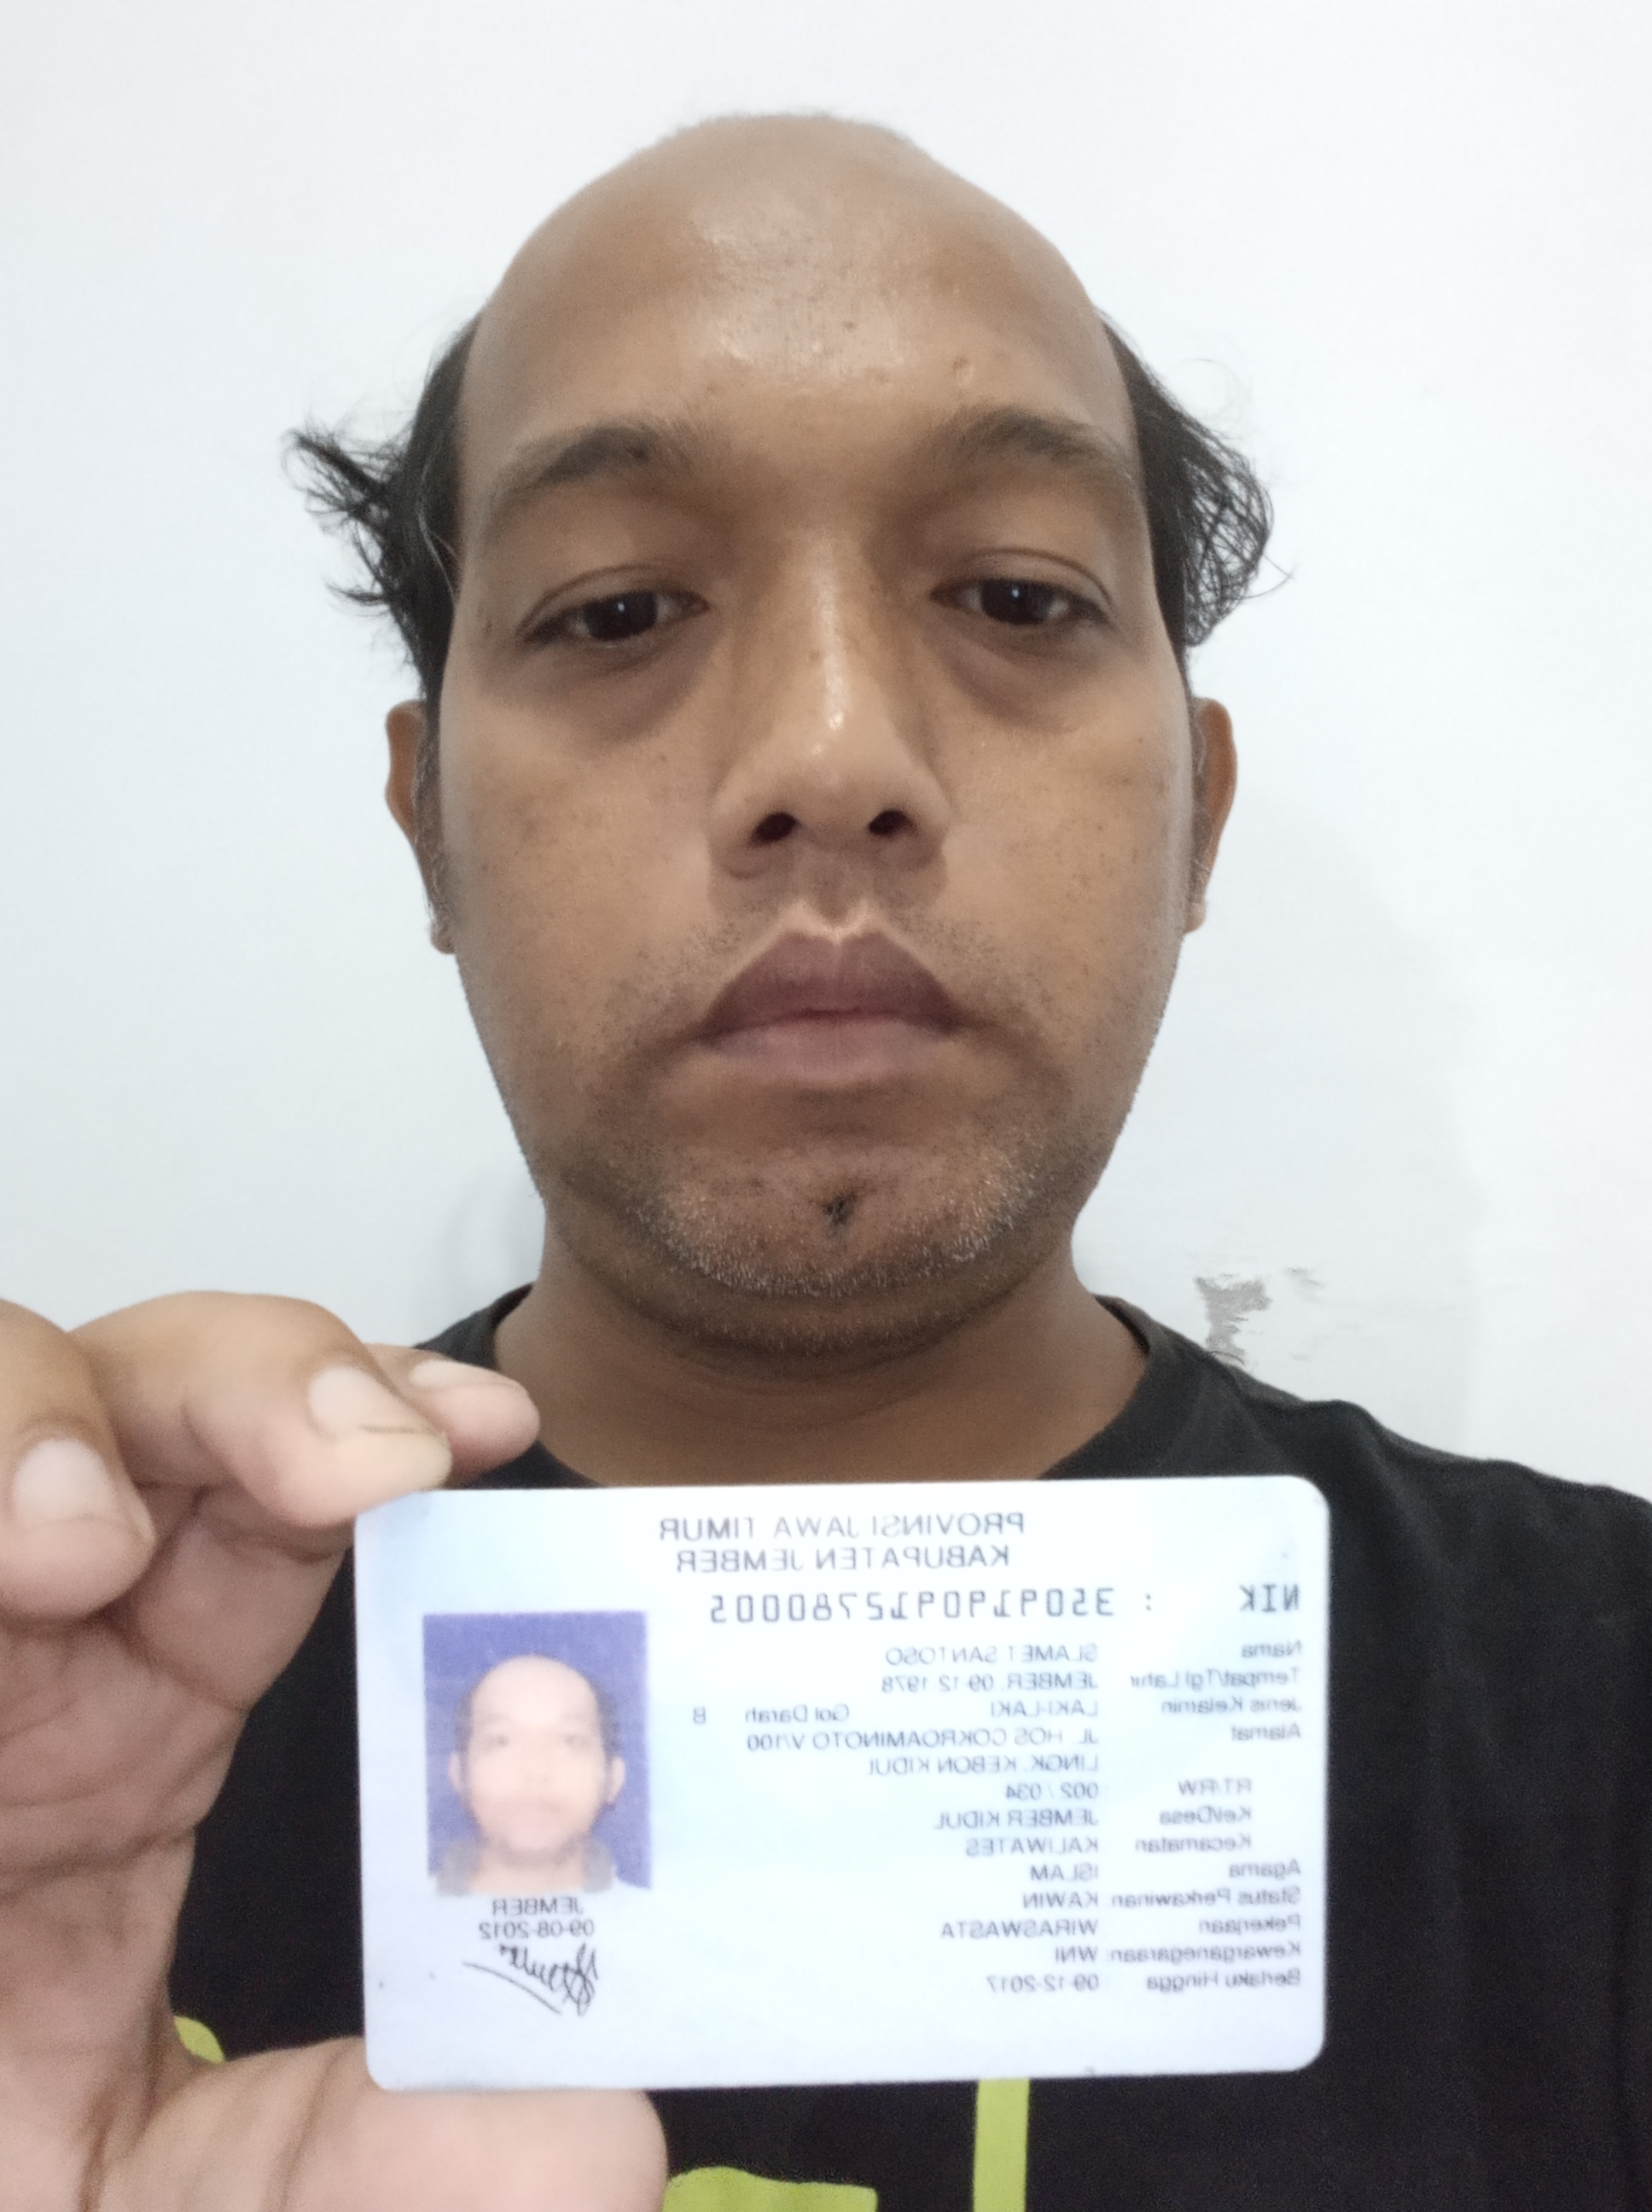 PROVINSI JAWA TIMUR
KABUPATEN JEMBER
NIK : 3509190912780005
Nama SLAMET SANTOSO
Tempat/Tgl Lahir JEMBER, 09-12-1978
Jenis Kelamin LAKI-LAKI Gol Darah B
Alamat JL. HOS COKROAMINOTO V/100
LINGK. KEBON KIDUL
RT/RW 002 / 034
Kel/Desa JEMBER KIDUL
Kecamatan KALIWATES
Agama ISLAM
Status Perkawinan KAWIN
Pekerjaan WIRASWASTA
Kewarganegaraan WNI
Berlaku Hingga 09-12-2017
JEMBER
09-08-2012